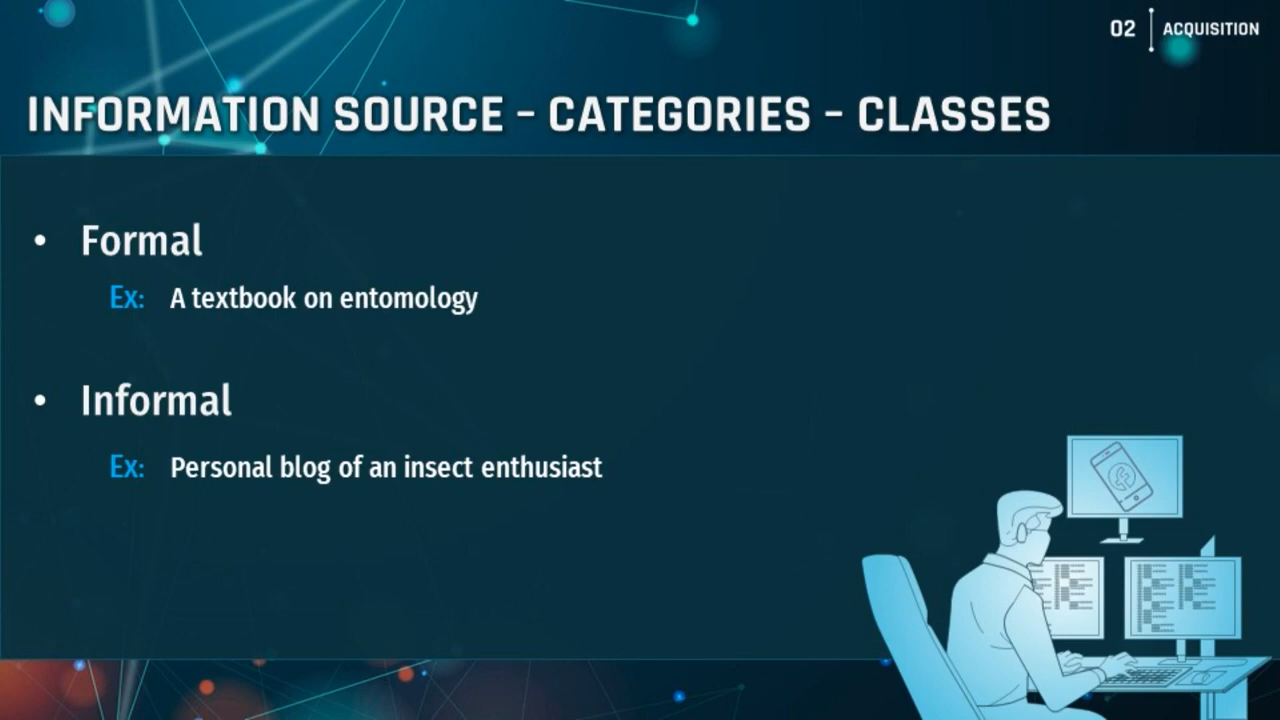 02 ACQUISITION
INFORMATION SOURCE – CATEGORIES – CLASSES
• Formal
Ex: A textbook on entomology
• Informal
Ex: Personal blog of an insect enthusiast